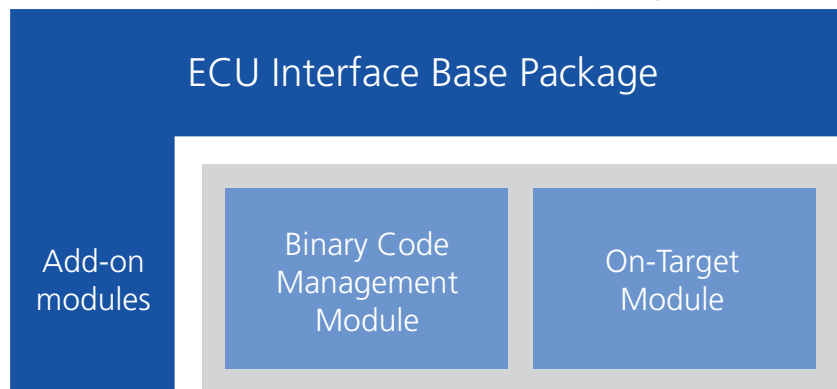 ECU Interface Base Package
Add-on
modules
Binary Code
Management
Module
On-Target
Module